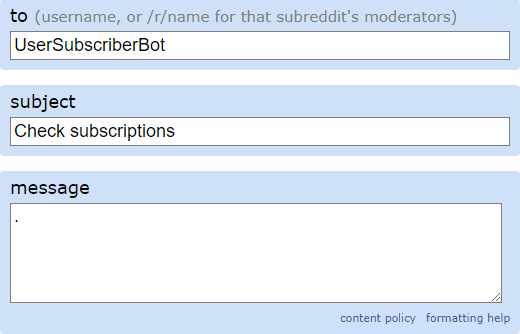 to (username, or /r/name for that subreddit's moderators)
UserSubscriberBot
subject
Check subscriptions
message
.
content policy formatting help